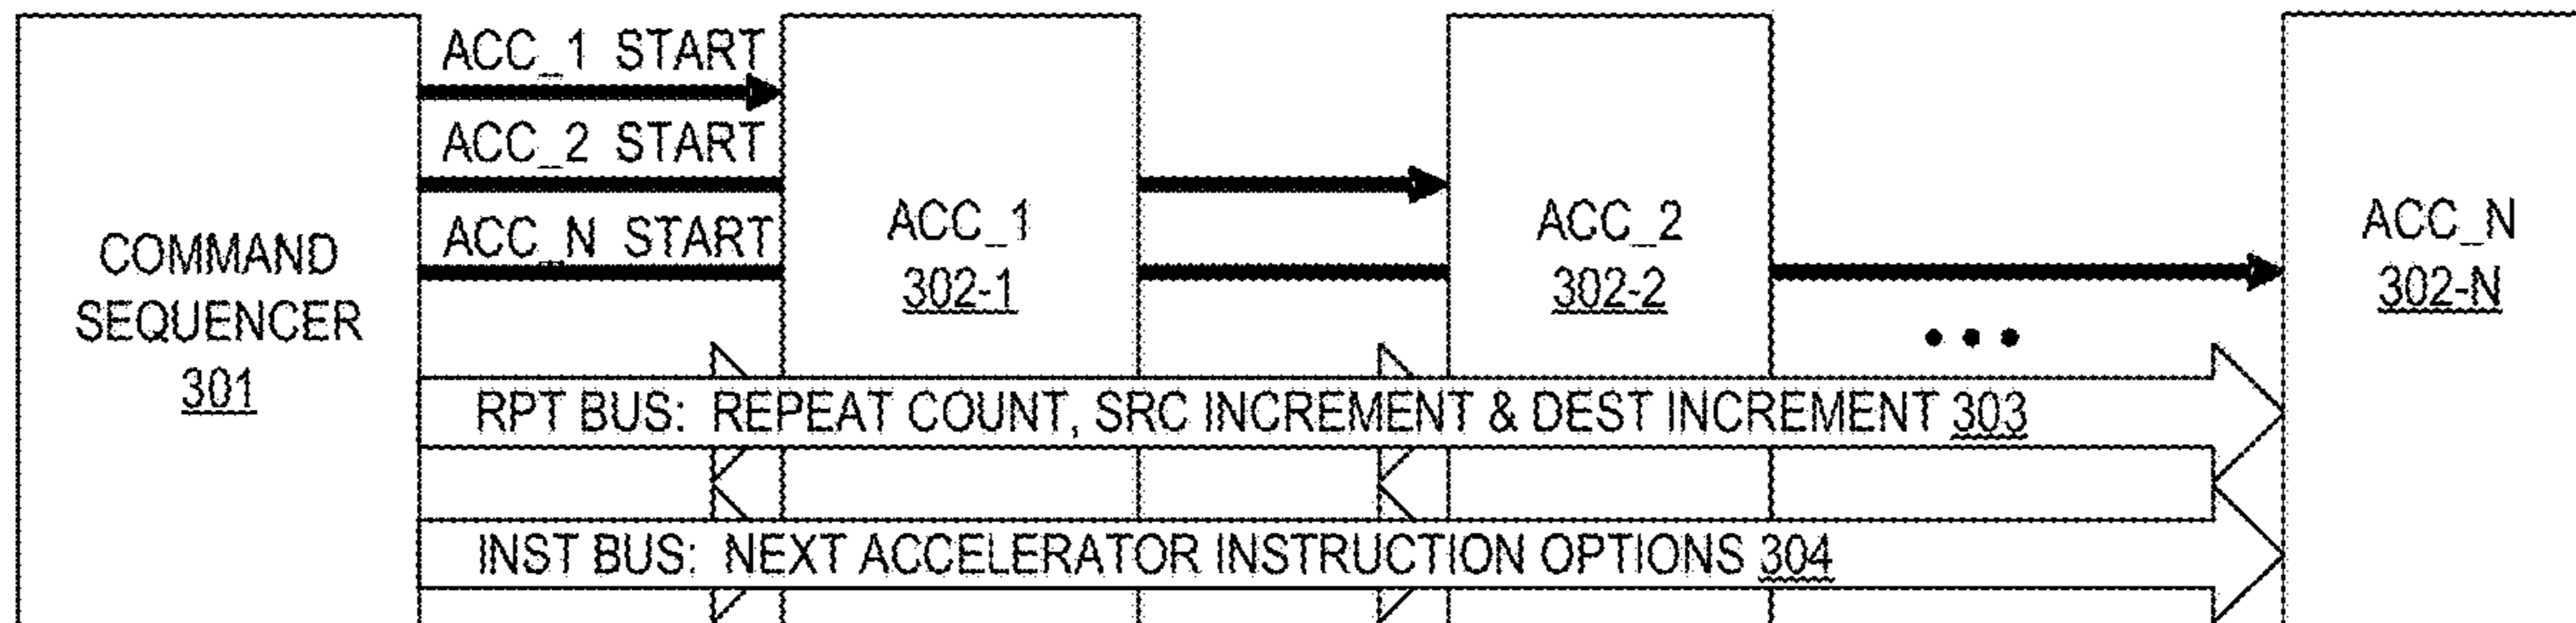 ACC_1 START
ACC_2 START
ACC_N START
COMMAND
SEQUENCER
301
ACC_1
302-1
ACC_2
302-2
ACC_N
302-N
RPT BUS: REPEAT COUNT, SRC INCREMENT & DEST INCREMENT 303
INST BUS: NEXT ACCELERATOR INSTRUCTION OPTIONS 304